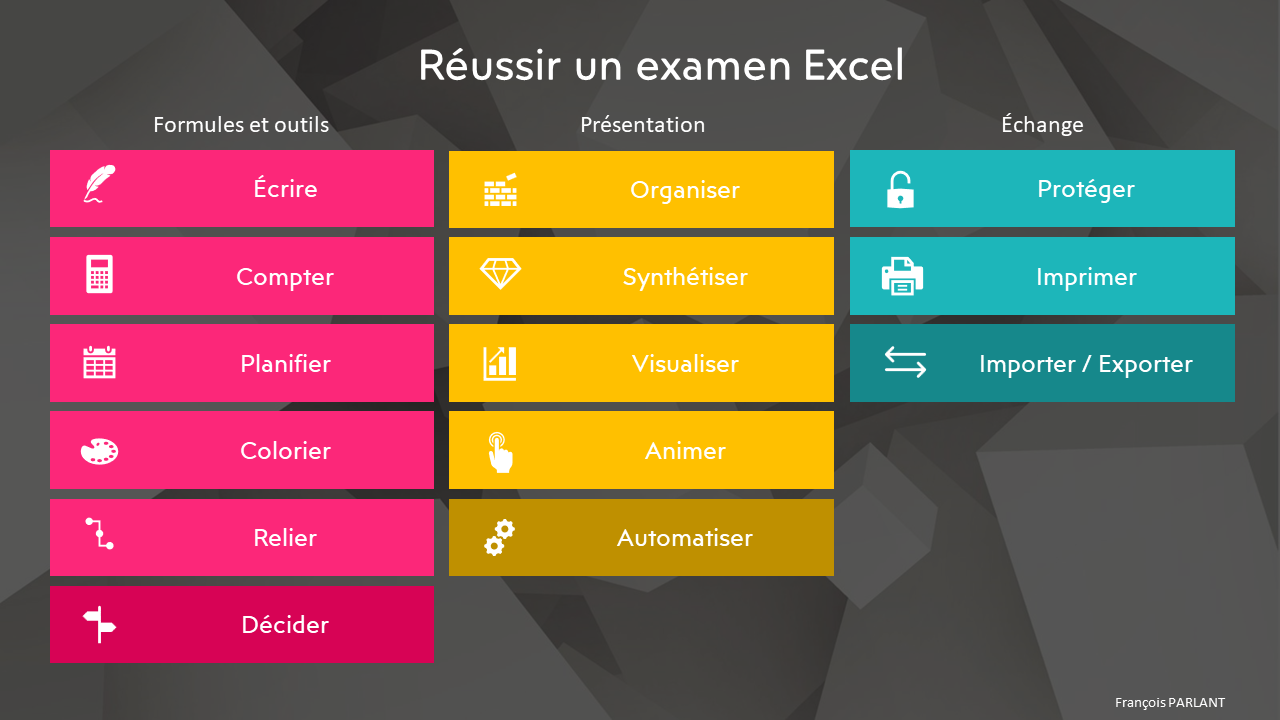 Réussir un examen Excel
Formules et outils
Écrire
Compter
Planifier
Colorier
Relier
Décider
Présentation
Organiser
Synthétiser
Visualiser
Animer
Automatiser
Échange
Protéger
Imprimer
Importer / Exporter
François PARLANT